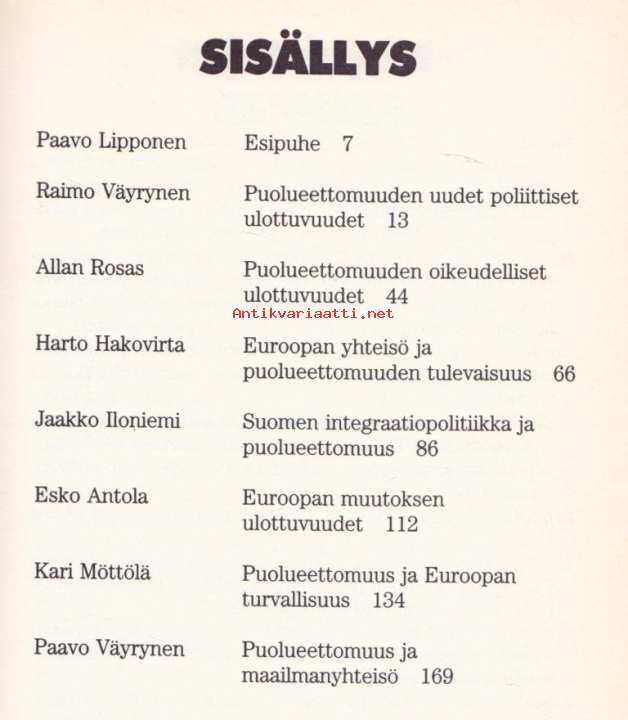 SISÄLLYS
Paavo Lipponen Esipuhe 7
Raimo Väyrynen Puolueettomuuden uudet poliittiset
ulottuvuudet 13
Allan Rosas Puolueettomuuden oikeudelliset
ulottuvuudet 44
Antikvariaatti.net
Harto Hakovirta Euroopan yhteisö ja
puolueettomuuden tulevaisuus 66
Jaakko Iloniemi Suomen integraatiopolitiikka ja
puolueettomuus 86
Esko Antola Euroopan muutoksen
ulottuvuudet 112
Kari Möttölä Puolueettomuus ja Euroopan
turvallisuus 134
Paavo Väyrynen Puolueettomuus ja
maailmanyhteisö 169